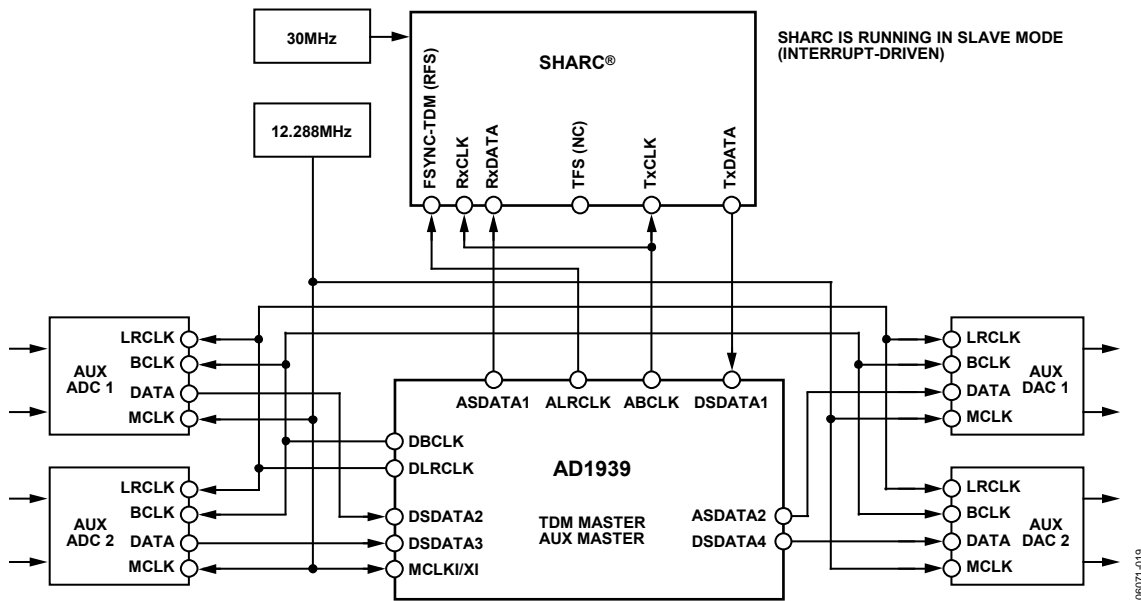 30MHz
SHARC®
SHARC IS RUNNING IN SLAVE MODE
(INTERRUPT-DRIVEN)
12.288MHz
FSYNC-TDM (RFS)
RxCLK
RxDATA
TFS (NC)
TxCLK
TxDATA
LRCLK
BCLK
DATA
MCLK
AUX
ADC 1
LRCLK
BCLK
DATA
MCLK
AUX
ADC 2
ASDATA1
ALRCLK
ABCLK
DSDATA1
DBCLK
DLRCLK
DSDATA2
DSDATA3
MCLKI/XI
AD1939
TDM MASTER
AUX MASTER
ASDATA2
DSDATA4
LRCLK
BCLK
DATA
MCLK
AUX
DAC 1
LRCLK
BCLK
DATA
MCLK
AUX
DAC 2
06071-019